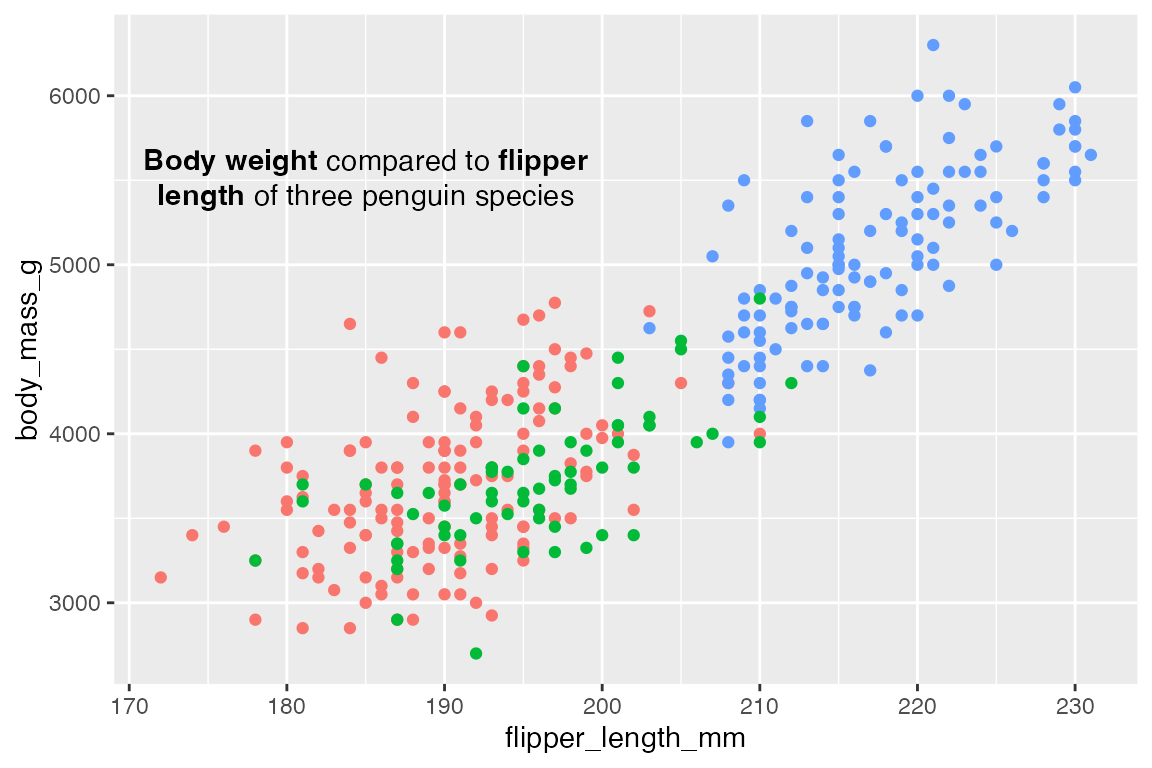 6000
5000
4000
3000
body_mass_g
Body weight compared to flipper
length of three penguin species
170 180 190 200 210 220 230
flipper_length_mm